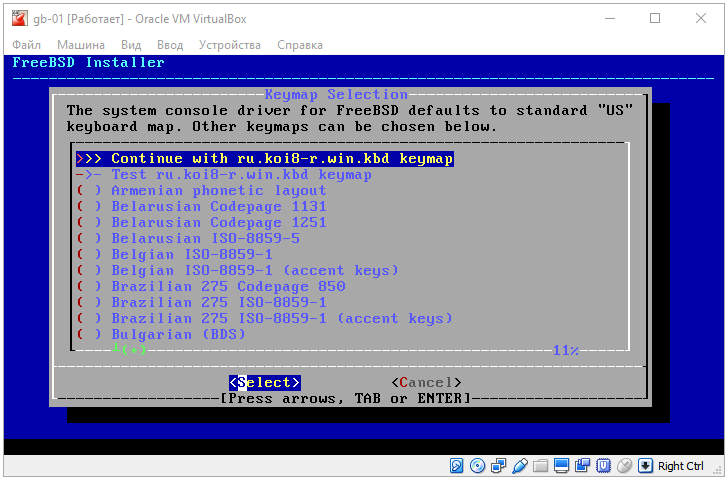 gb-01 [Работает] - Oracle VM VirtualBox
Файл Машина Вид Ввод Устройства Справка
FreeBSD Installer
Keymap Selection
The system console driver for FreeBSD defaults to standard "US"
keyboard map. Other keymaps can be chosen below.
>>> Continue with ru.koi8-r.win.kbd keymap
->- Test ru.koi8-r.win.kbd keymap
( ) Armenian phonetic layout
( ) Belarusian Codepage 1131
( ) Belarusian Codepage 1251
( ) Belarusian ISO-8859-5
( ) Belgian ISO-8859-1
( ) Belgian ISO-8859-1 (accent keys)
( ) Brazilian 275 Codepage 850
( ) Brazilian 275 ISO-8859-1
( ) Brazilian 275 ISO-8859-1 (accent keys)
( ) Bulgarian (BDS)
┴(+) 11%
<Select> <Cancel>
[Press arrows, TAB or ENTER]
Right Ctrl